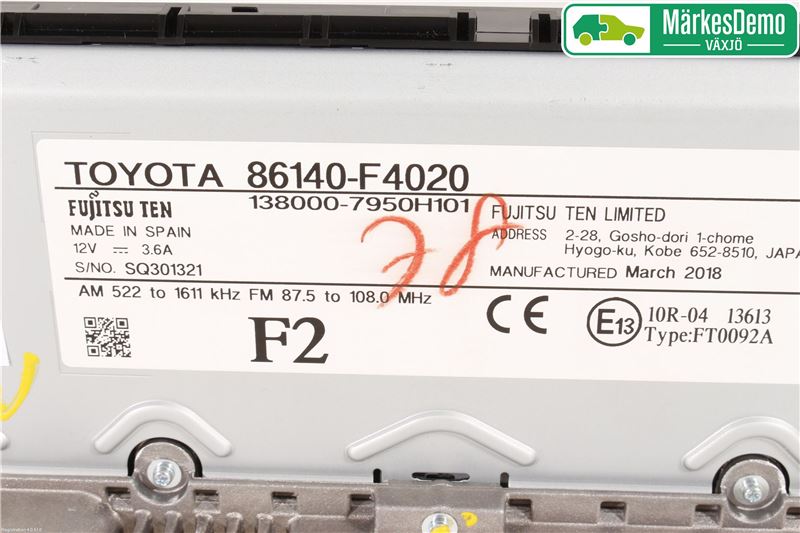 MärkesDemo
VÄXJÖ
TOYOTA 86140-F4020
FUJITSU TEN 138000-7950H101
MADE IN SPAIN
12V 3.6A
S/NO. SQ301321
FUJITSU TEN LIMITED
ADDRESS 2-28, Gosho-dori 1-chome
Hyogo-ku, Kobe 652-8510, JAPA
MANUFACTURED March 2018
38
AM 522 to 1611 kHz FM 87.5 to 108.0 MHz
F2
CE
E13
10R-04 13613
Type:FT0092A